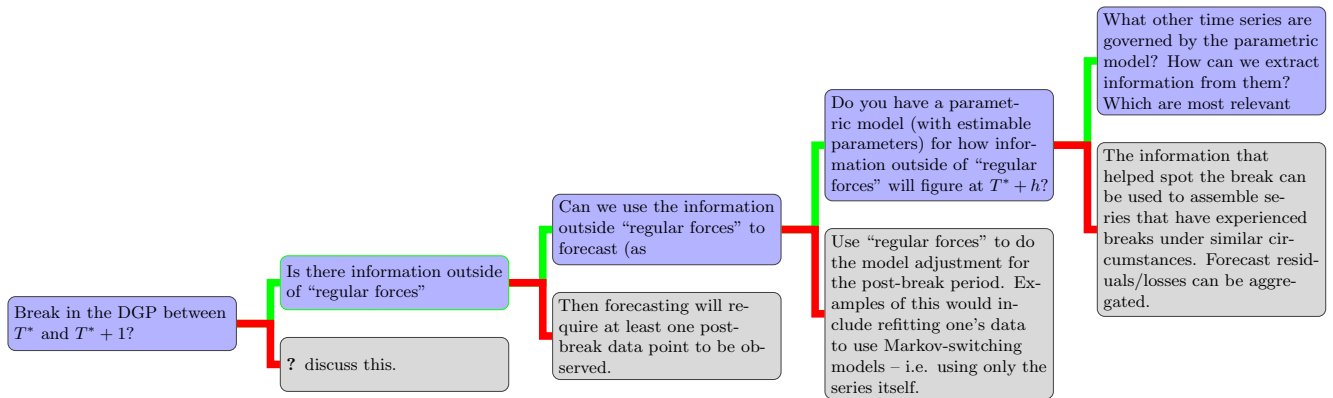 Break in the DGP between
T* and T* + 1?
Is there information outside
of “regular forces”
? discuss this.
Can we use the information
outside “regular forces” to
forecast (as
Then forecasting will re-
quire at least one post-
break data point to be ob-
served.
Do you have a paramet-
ric model (with estimable
parameters) for how infor-
mation outside of “regular
forces” will figure at T* + h?
Use “regular forces” to do
the model adjustment for
the post-break period. Ex-
amples of this would in-
clude refitting one’s data
to use Markov-switching
models – i.e. using only the
series itself.
What other time series are
governed by the parametric
model? How can we extract
information from them?
Which are most relevant
The information that
helped spot the break can
be used to assemble se-
ries that have experienced
breaks under similar cir-
cumstances. Forecast resid-
uals/losses can be aggre-
gated.